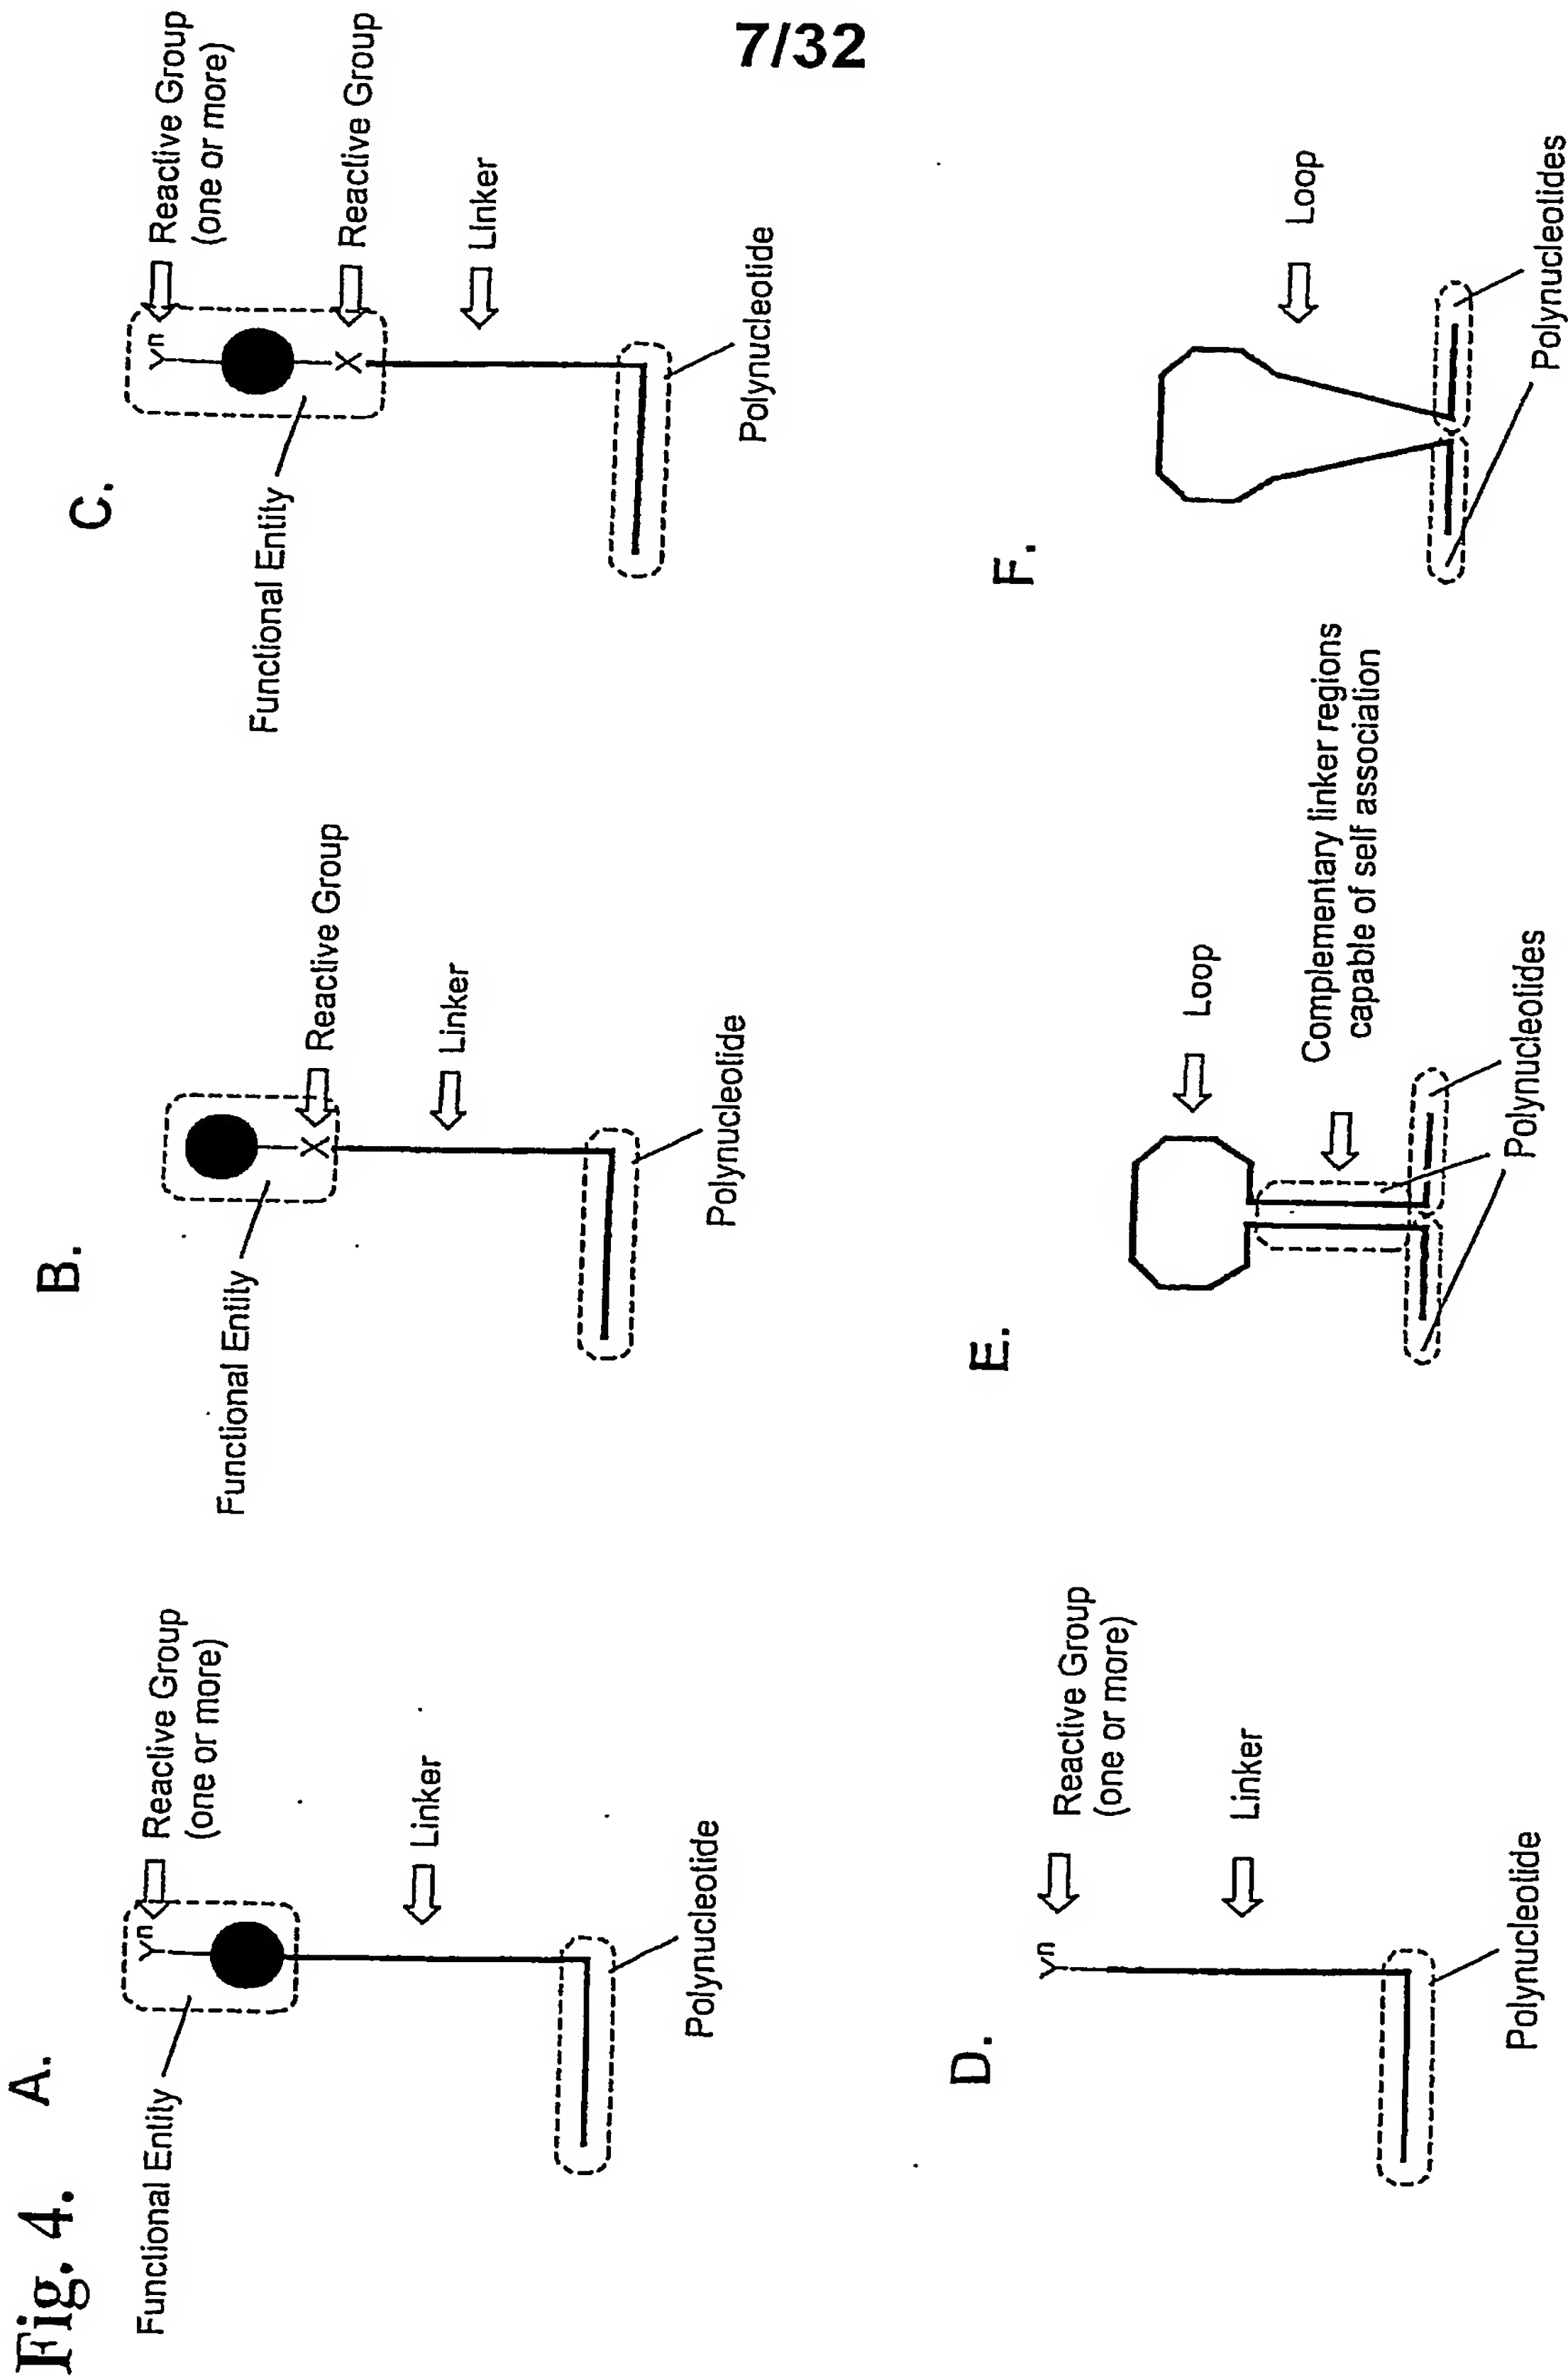 7/32
Fig. 4.
A.
Functional Entity
Yn
Reactive Group
(one or more)
Linker
Polynucleotide
B.
Functional Entity
X
Reactive Group
Linker
Polynucleotide
C.
Functional Entity
Yn
Reactive Group
(one or more)
X
Reactive Group
Linker
Polynucleotide
D.
Yn
Reactive Group
(one or more)
Linker
Polynucleotide
E.
Loop
Complementary linker regions
capable of self association
Polynucleotides
F.
Loop
Polynucleotides